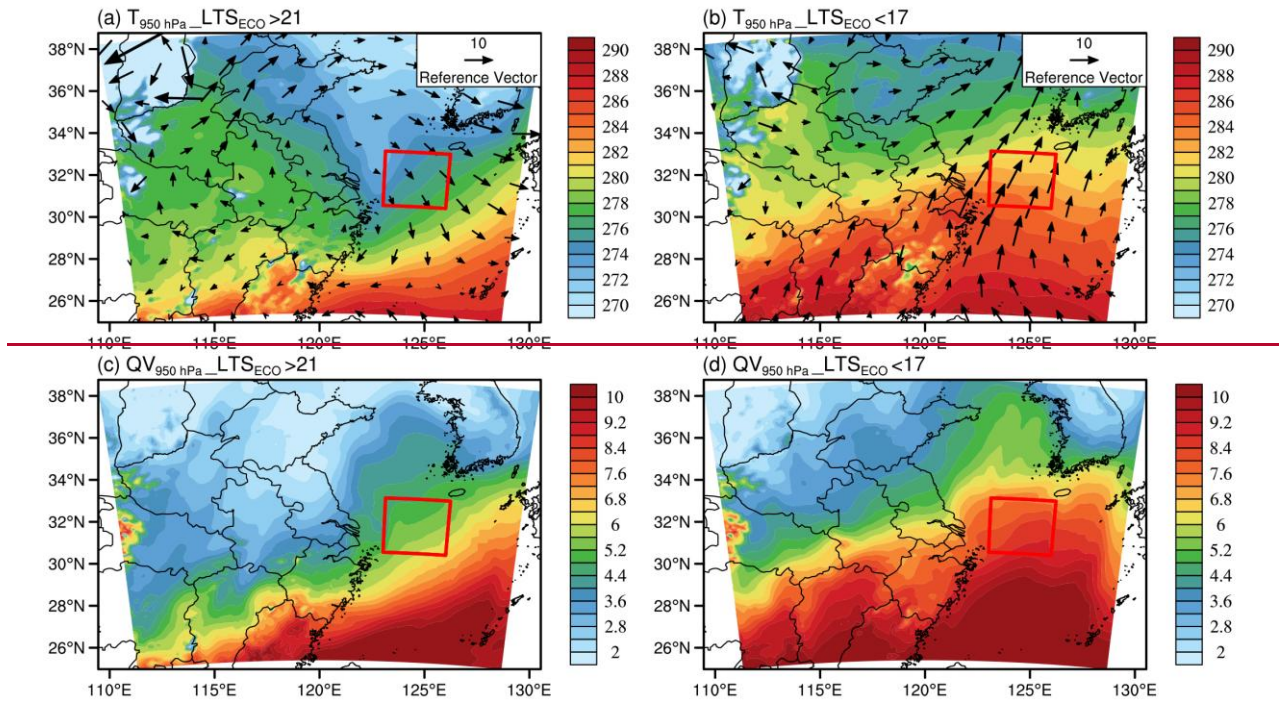 (a) T950 hPa_LTSECO >21
(b) T950 hPa_LTSECO <17
38°N
36°N
34°N
32°N
30°N
28°N
26°N
10
Reference Vector
290
288
286
284
282
280
278
276
274
272
270
38°N
36°N
34°N
32°N
30°N
28°N
26°N
10
Reference Vector
290
288
286
284
282
280
278
276
274
272
270
110°E 115°E 120°E 125°E 130°E
110°E 115°E 120°E 125°E 130°E
(c) QV950 hPa_LTSECO >21
(d) QV950 hPa_LTSECO <17
38°N
36°N
34°N
32°N
30°N
28°N
26°N
10
9.2
8.4
7.6
6.8
6
5.2
4.4
3.6
2.8
2
38°N
36°N
34°N
32°N
30°N
28°N
26°N
10
9.2
8.4
7.6
6.8
6
5.2
4.4
3.6
2.8
2
110°E 115°E 120°E 125°E 130°E
110°E 115°E 120°E 125°E 130°E